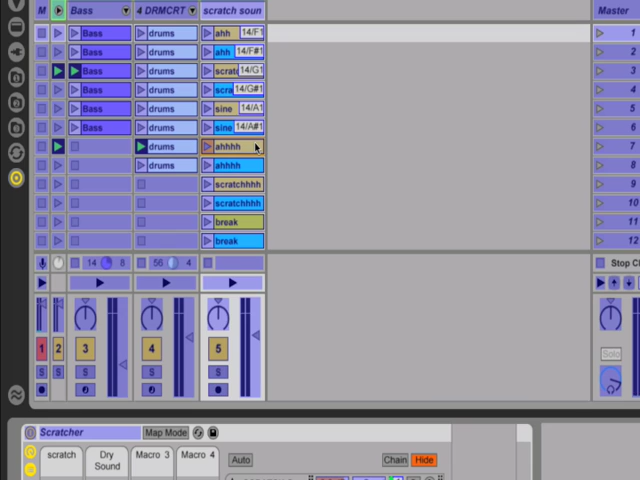 M Bass 4 DRMCRT scratch soun Master
Bass drums ahh 14/F1 1
Bass drums ahh 14/F#1 2
Bass drums scratc 14/G1 3
Bass drums scra 14/G#1 4
Bass drums sine 14/A1 5
Bass drums sine 14/A#1 6
drums ahhhh 7
drums ahhhh 8
scratchhhh 9
scratchhhh 10
break 11
break 12
14 8 56 4 Stop Cl
1 2 3 4 5
S S S S S Solo
Scratcher Map Mode
scratch Dry Sound Macro 3 Macro 4 Auto Chain Hide